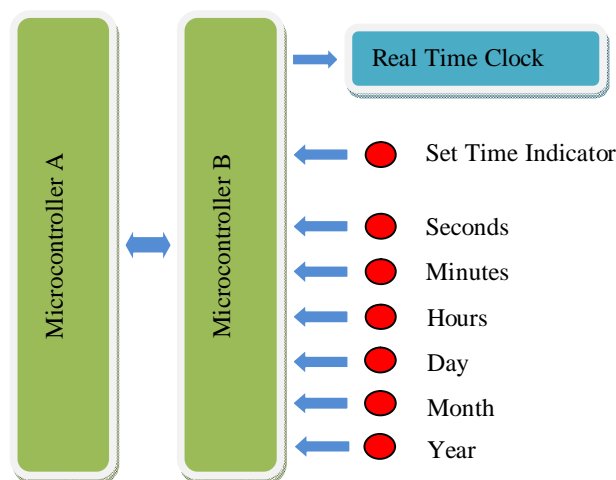 Microcontroller A
Microcontroller B
Real Time Clock
Set Time Indicator
Seconds
Minutes
Hours
Day
Month
Year